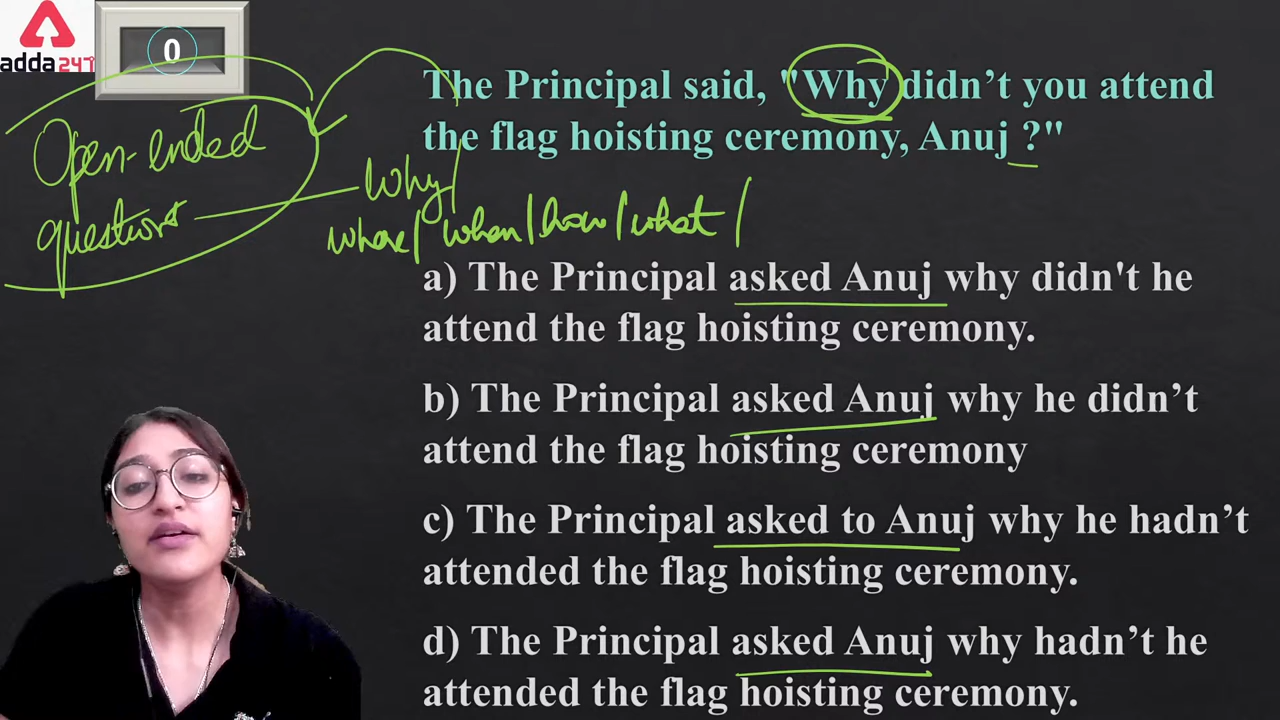 adda247
0
The Principal said, "Why didn’t you attend
the flag hoisting ceremony, Anuj ?"
Open-ended
questions
why/
where/ when/ how/ what/
a) The Principal asked Anuj why didn't he
attend the flag hoisting ceremony.
b) The Principal asked Anuj why he didn’t
attend the flag hoisting ceremony
c) The Principal asked to Anuj why he hadn’t
attended the flag hoisting ceremony.
d) The Principal asked Anuj why hadn’t he
attended the flag hoisting ceremony.